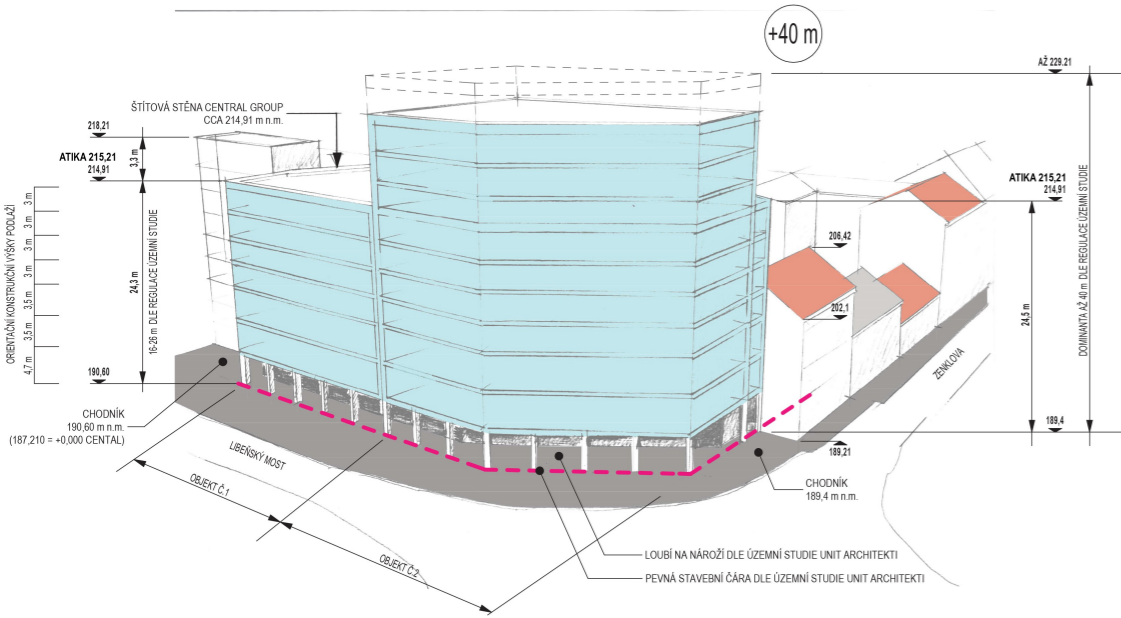 +40 m
AŽ 229.21
ŠTÍTOVÁ STĚNA CENTRAL GROUP
CCA 214,91 m n.m.
218,21
3,3 m
ATIKA 215,21
214,91
ATIKA 215,21
214,91
ORIENTAČNÍ KONSTRUKČNÍ VÝŠKY PODLAŽÍ
3 m
3 m
3 m
3 m
3,5 m
3,5 m
4,7 m
24,3 m
16-26 m DLE REGULACE ÚZEMNÍ STUDIE
206,42
202,1
24,5 m
DOMINANTA AŽ 40 m DLE REGULACE ÚZEMNÍ STUDIE
ZENKLOVA
190,60
CHODNÍK
190,60 m n.m.
(187,210 = +0,000 CENTAL)
189,4
189,21
LIBEŇSKÝ MOST
OBJEKT Č.1
OBJEKT Č.2
CHODNÍK
189,4 m n.m.
LOUBÍ NA NÁROŽÍ DLE ÚZEMNÍ STUDIE UNIT ARCHITEKTI
PEVNÁ STAVEBNÍ ČÁRA DLE ÚZEMNÍ STUDIE UNIT ARCHITEKTI